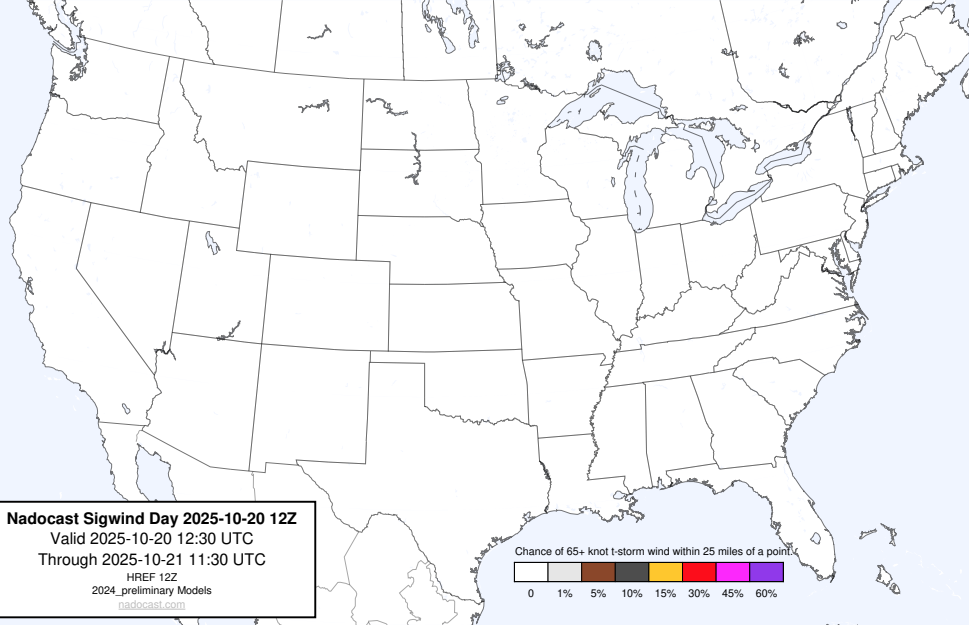 Nadocast Sigwind Day 2025-10-20 12Z
Valid 2025-10-20 12:30 UTC
Through 2025-10-21 11:30 UTC
HREF 12Z
2024_preliminary Models
nadocast.com
Chance of 65+ knot t-storm wind within 25 miles of a point.
0 1% 5% 10% 15% 30% 45% 60%